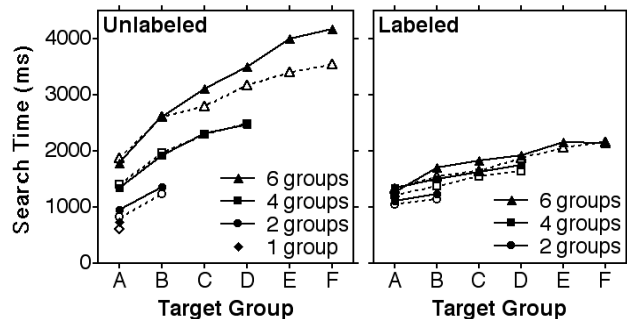 Unlabeled
Labeled
Search Time (ms)
4000
3000
2000
1000
0
6 groups
4 groups
2 groups
1 group
6 groups
4 groups
2 groups
A B C D E F
A B C D E F
Target Group
Target Group